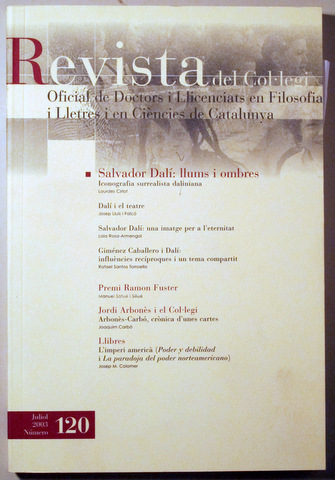 Revista del Col·legi
Oficial de Doctors i Llicenciats en Filosofia
i Lletres i en Ciències de Catalunya
Salvador Dalí: llums i ombres
Iconografia surrealista daliniana
Lourdes Cirlot
Dalí i el teatre
Josep Lluís i Falcó
Salvador Dalí: una imatge per a l'eternitat
Laia Rosa Armengol
Giménez Caballero i Dalí:
influències recíproques i un tema compartit
Rafael Santos Torroella
Premi Ramon Fuster
Manuel Satué i Siliué
Jordi Arbonès i el Col·legi
Arbonès-Carbó, crònica d'unes cartes
Joaquim Carbó
Llibres
L'imperi americà (Poder y debilidad
i La paradoja del poder norteamericano)
Josep M. Colomer
Juliol
2003
Número
120